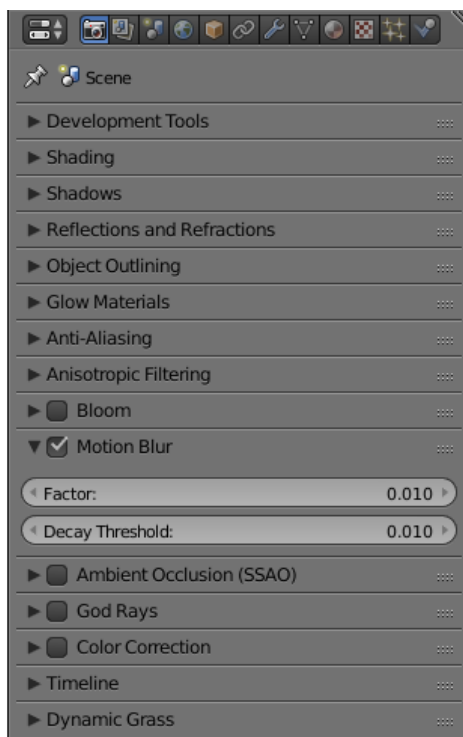 Scene
Development Tools
Shading
Shadows
Reflections and Refractions
Object Outlining
Glow Materials
Anti-Aliasing
Anisotropic Filtering
Bloom
Motion Blur
Factor: 0.010
Decay Threshold: 0.010
Ambient Occlusion (SSAO)
God Rays
Color Correction
Timeline
Dynamic Grass